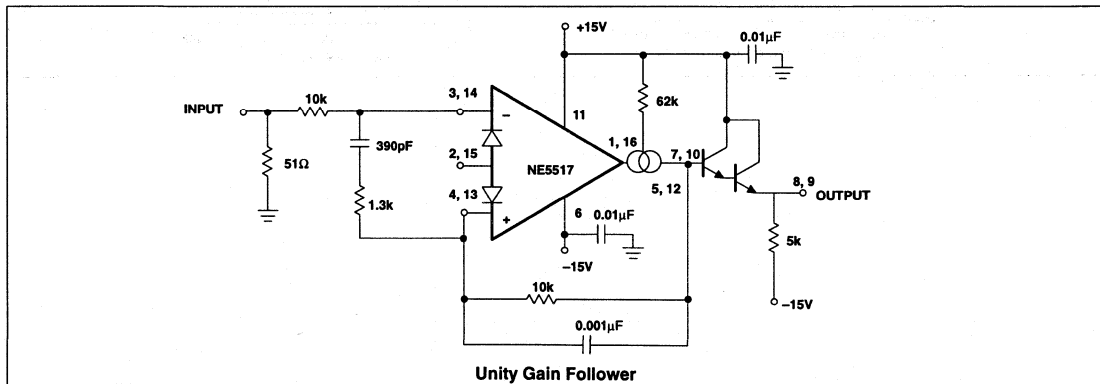 +15V
0.01μF
INPUT
10k
3, 14
62k
11
–
1, 16
390pF
2, 15
NE5517
7, 10
51Ω
4, 13
5, 12
8, 9
OUTPUT
1.3k
+
6
0.01μF
5k
–15V
10k
–15V
0.001μF
Unity Gain Follower